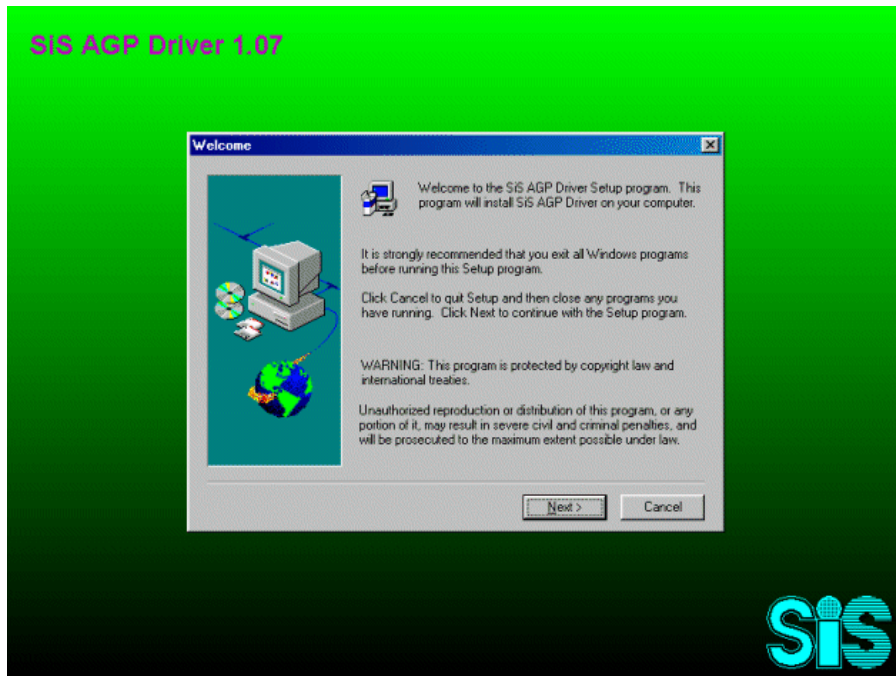 SiS AGP Driver 1.07
Welcome
Welcome to the SiS AGP Driver Setup program. This
program will install SiS AGP Driver on your computer.
It is strongly recommended that you exit all Windows programs
before running this Setup program.
Click Cancel to quit Setup and then close any programs you
have running. Click Next to continue with the Setup program.
WARNING: This program is protected by copyright law and
international treaties.
Unauthorized reproduction or distribution of this program, or any
portion of it, may result in severe civil and criminal penalties, and
will be prosecuted to the maximum extent possible under law.
Next >
Cancel
SiS